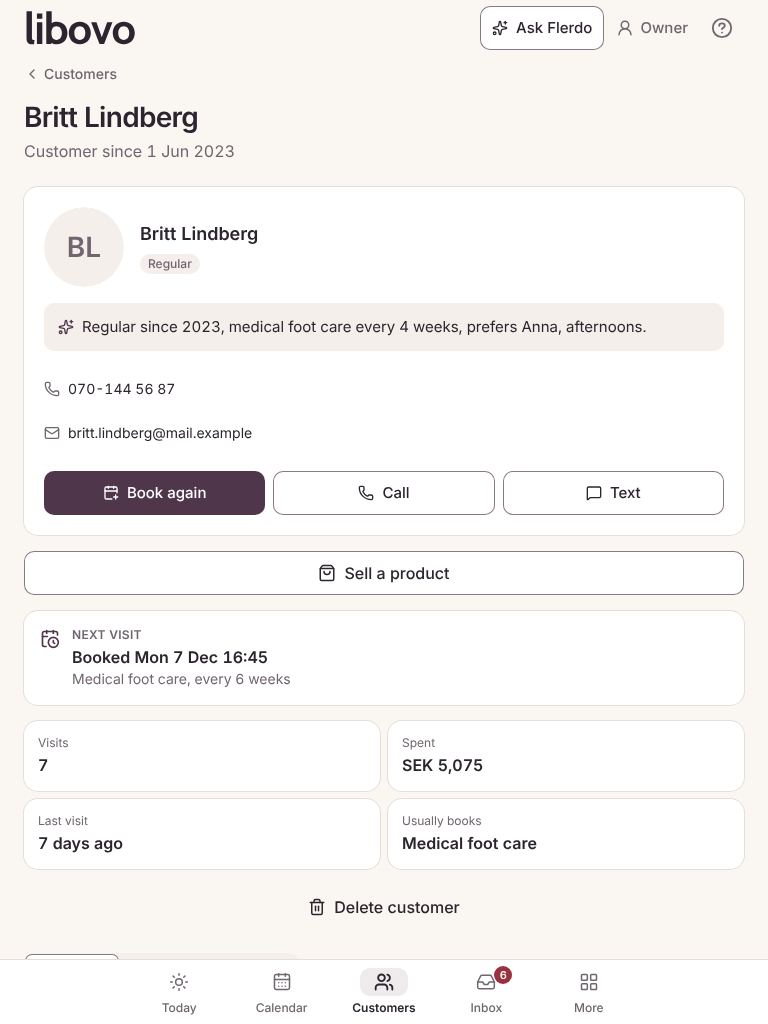 libovo
Ask Flerdo
Owner
Customers
Britt Lindberg
Customer since 1 Jun 2023
BL
Britt Lindberg
Regular
Regular since 2023, medical foot care every 4 weeks, prefers Anna, afternoons.
070-144 56 87
britt.lindberg@mail.example
Book again
Call
Text
Sell a product
NEXT VISIT
Booked Mon 7 Dec 16:45
Medical foot care, every 6 weeks
Visits
7
Spent
SEK 5,075
Last visit
7 days ago
Usually books
Medical foot care
Delete customer
Today
Calendar
Customers
6
Inbox
More